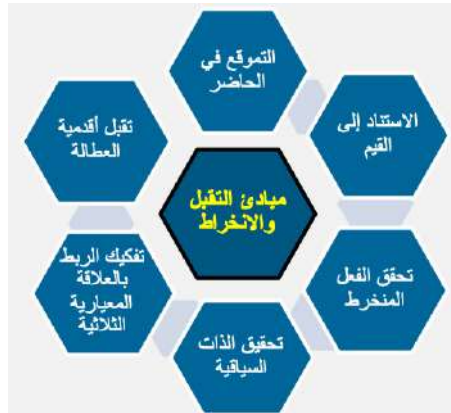 التموقع في
الحاضر
الاستناد إلى
القيم
تحقق الفعل
المنخرط
تحقيق الذات
السياقية
تفكيك الربط
بالعلاقة
المعيارية
الثلاثية
تقبل أقدمية
العطالة
مبادئ التقبل
والانخراط